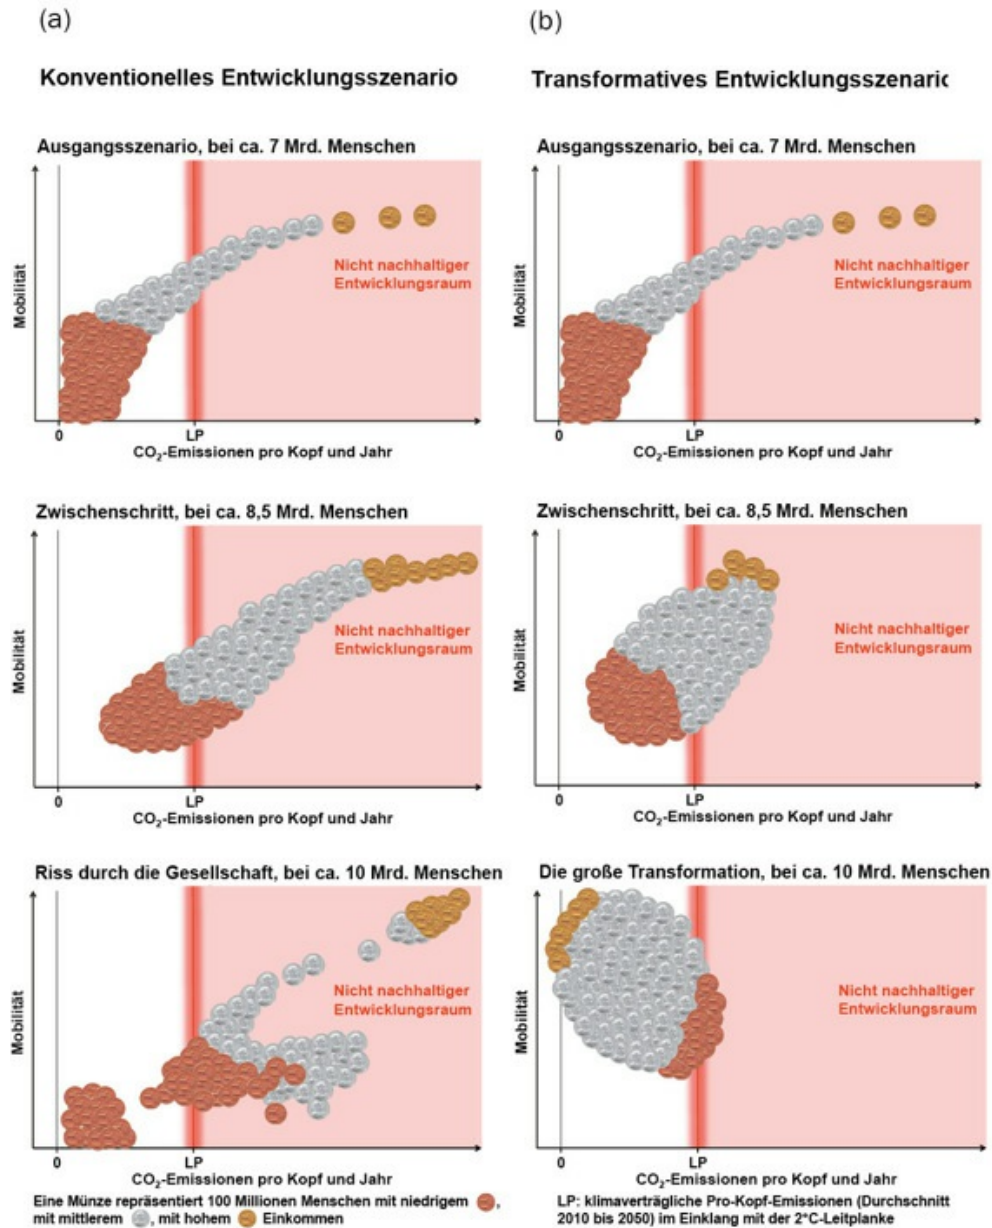 (a)
Konventionelles Entwicklungsszenario
Ausgangsszenario, bei ca. 7 Mrd. Menschen
Mobilität
Nicht nachhaltiger
Entwicklungsraum
0
LP
CO₂-Emissionen pro Kopf und Jahr
Zwischenschritt, bei ca. 8,5 Mrd. Menschen
Mobilität
Nicht nachhaltiger
Entwicklungsraum
0
LP
CO₂-Emissionen pro Kopf und Jahr
Riss durch die Gesellschaft, bei ca. 10 Mrd. Menschen
Mobilität
Nicht nachhaltiger
Entwicklungsraum
0
LP
CO₂-Emissionen pro Kopf und Jahr
Eine Münze repräsentiert 100 Millionen Menschen mit niedrigem ,
mit mittlerem , mit hohem Einkommen
(b)
Transformatives Entwicklungsszenaric
Ausgangsszenario, bei ca. 7 Mrd. Menschen
Mobilität
Nicht nachhaltiger
Entwicklungsraum
0
LP
CO₂-Emissionen pro Kopf und Jahr
Zwischenschritt, bei ca. 8,5 Mrd. Menschen
Mobilität
Nicht nachhaltiger
Entwicklungsraum
0
LP
CO₂-Emissionen pro Kopf und Jahr
Die große Transformation, bei ca. 10 Mrd. Menschen
Mobilität
Nicht nachhaltiger
Entwicklungsraum
0
LP
CO₂-Emissionen pro Kopf und Jahr
LP: klimaverträgliche Pro-Kopf-Emissionen (Durchschnitt
2010 bis 2050) im Einklang mit der 2°C-Leitplanke